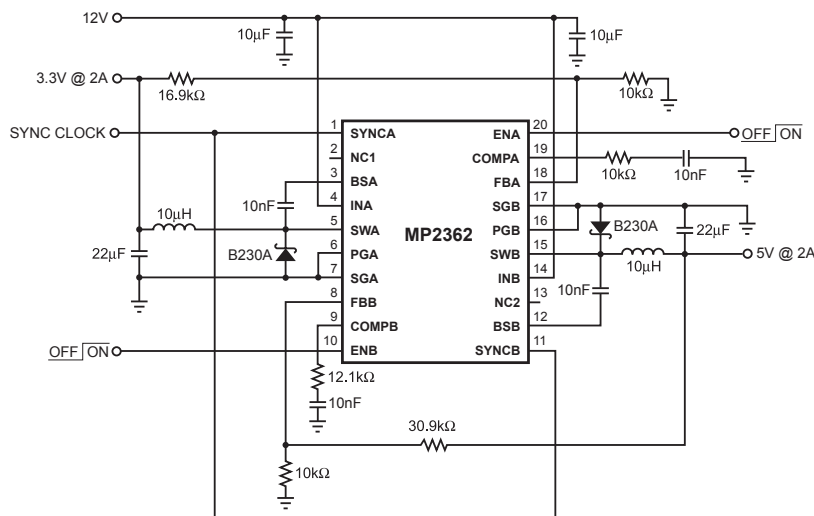 12V
10µF
10µF
3.3V @ 2A
16.9kΩ
10kΩ
SYNC CLOCK
1 SYNCA
ENA 20
OFF ON
2 NC1
COMPA 19
10kΩ
10nF
3 BSA
FBA 18
10nF
4 INA
SGB 17
10µH
5 SWA
MP2362
PGB 16
B230A
22µF
22µF
B230A
6 PGA
SWB 15
10µH
5V @ 2A
7 SGA
INB 14
10nF
8 FBB
NC2 13
9 COMPB
BSB 12
OFF ON
10 ENB
SYNCB 11
12.1kΩ
10nF
30.9kΩ
10kΩ